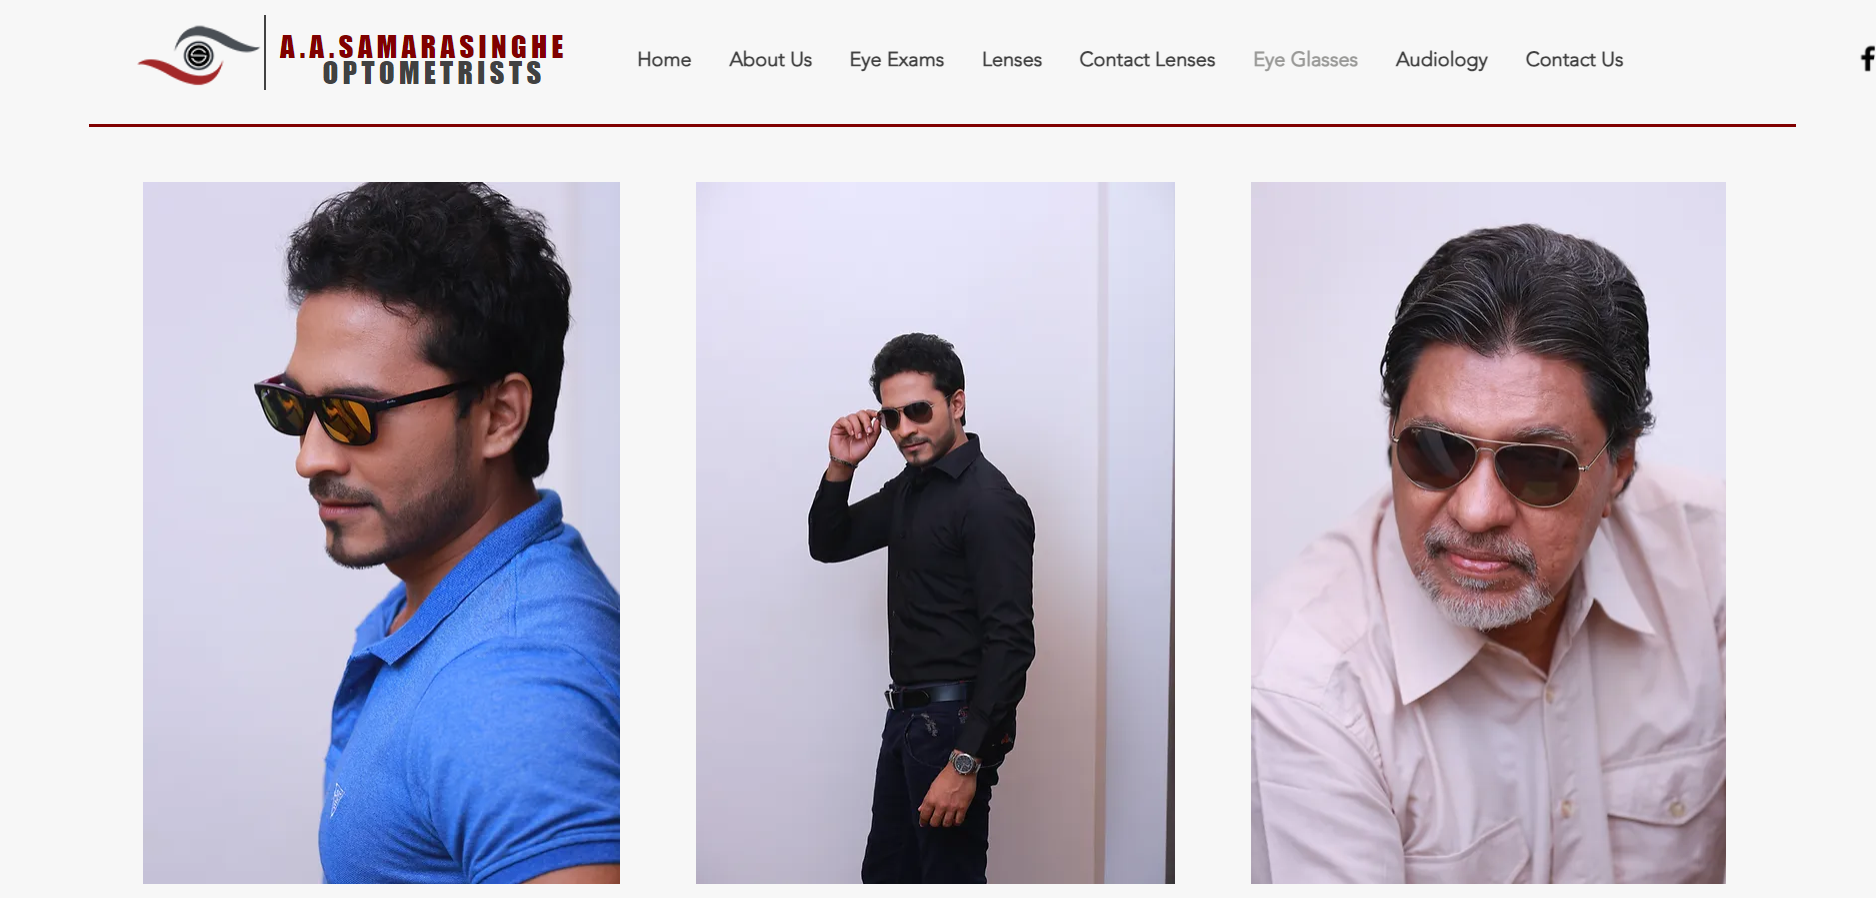 A.A.SAMARASINGHE
OPTOMETRISTS
Home About Us Eye Exams Lenses Contact Lenses Eye Glasses Audiology Contact Us